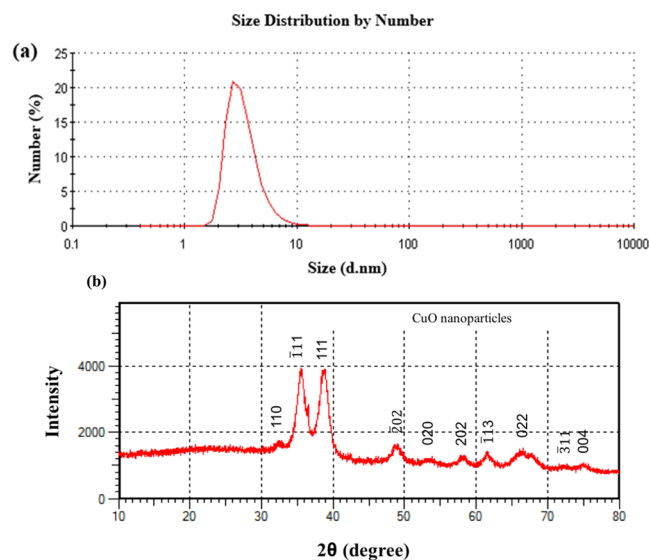 Size Distribution by Number
(a)
Number (%)
25
20
15
10
5
0
0.1 1 10 100 1000 10000
Size (d.nm)
(b)
CuO nanoparticles
Intensity
4000
2000
0
110
1̅11
111
2̅02
020
202
1̅13
022
3̅11
004
10 20 30 40 50 60 70 80
2θ (degree)